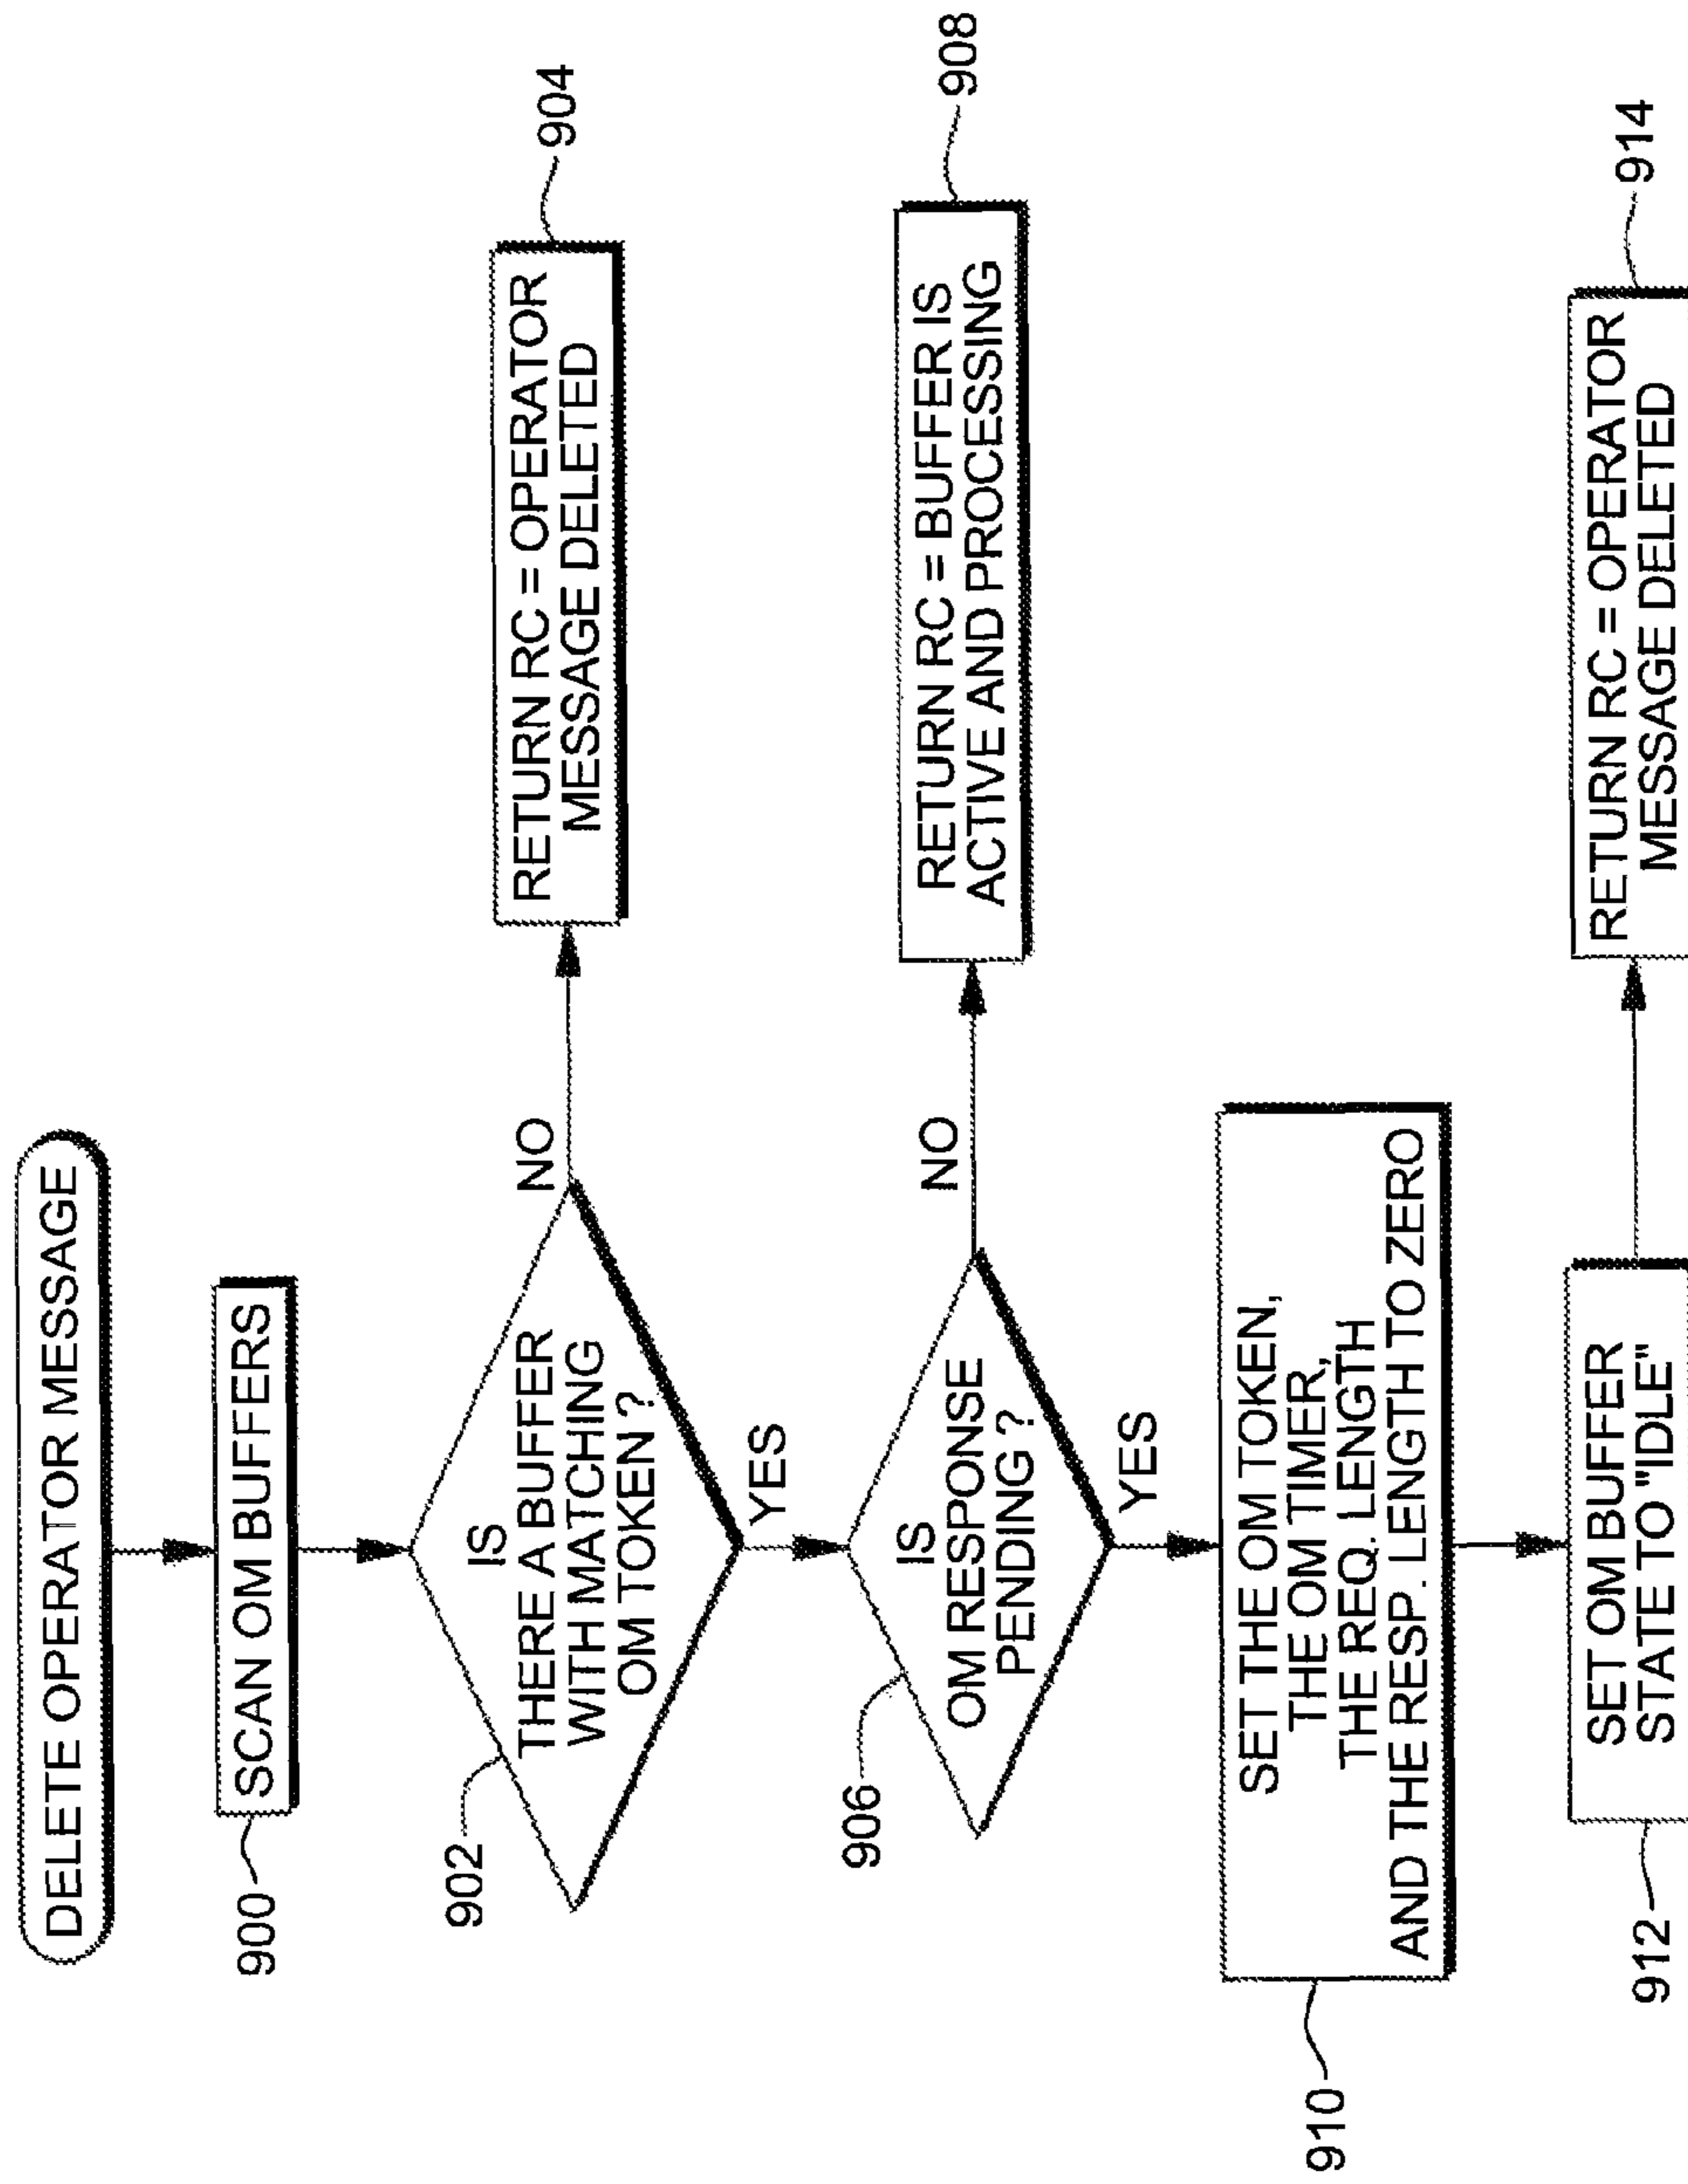 DELETE OPERATOR MESSAGE
900
SCAN OM BUFFERS
902
IS
THERE A BUFFER
WITH MATCHING
OM TOKEN ?
NO
RETURN RC = OPERATOR
MESSAGE DELETED
904
YES
906
IS
OM RESPONSE
PENDING ?
NO
RETURN RC = BUFFER IS
ACTIVE AND PROCESSING
908
YES
910
SET THE OM TOKEN,
THE OM TIMER,
THE REQ. LENGTH
AND THE RESP. LENGTH TO ZERO
912
SET OM BUFFER
STATE TO "IDLE"
RETURN RC = OPERATOR
MESSAGE DELETED
914